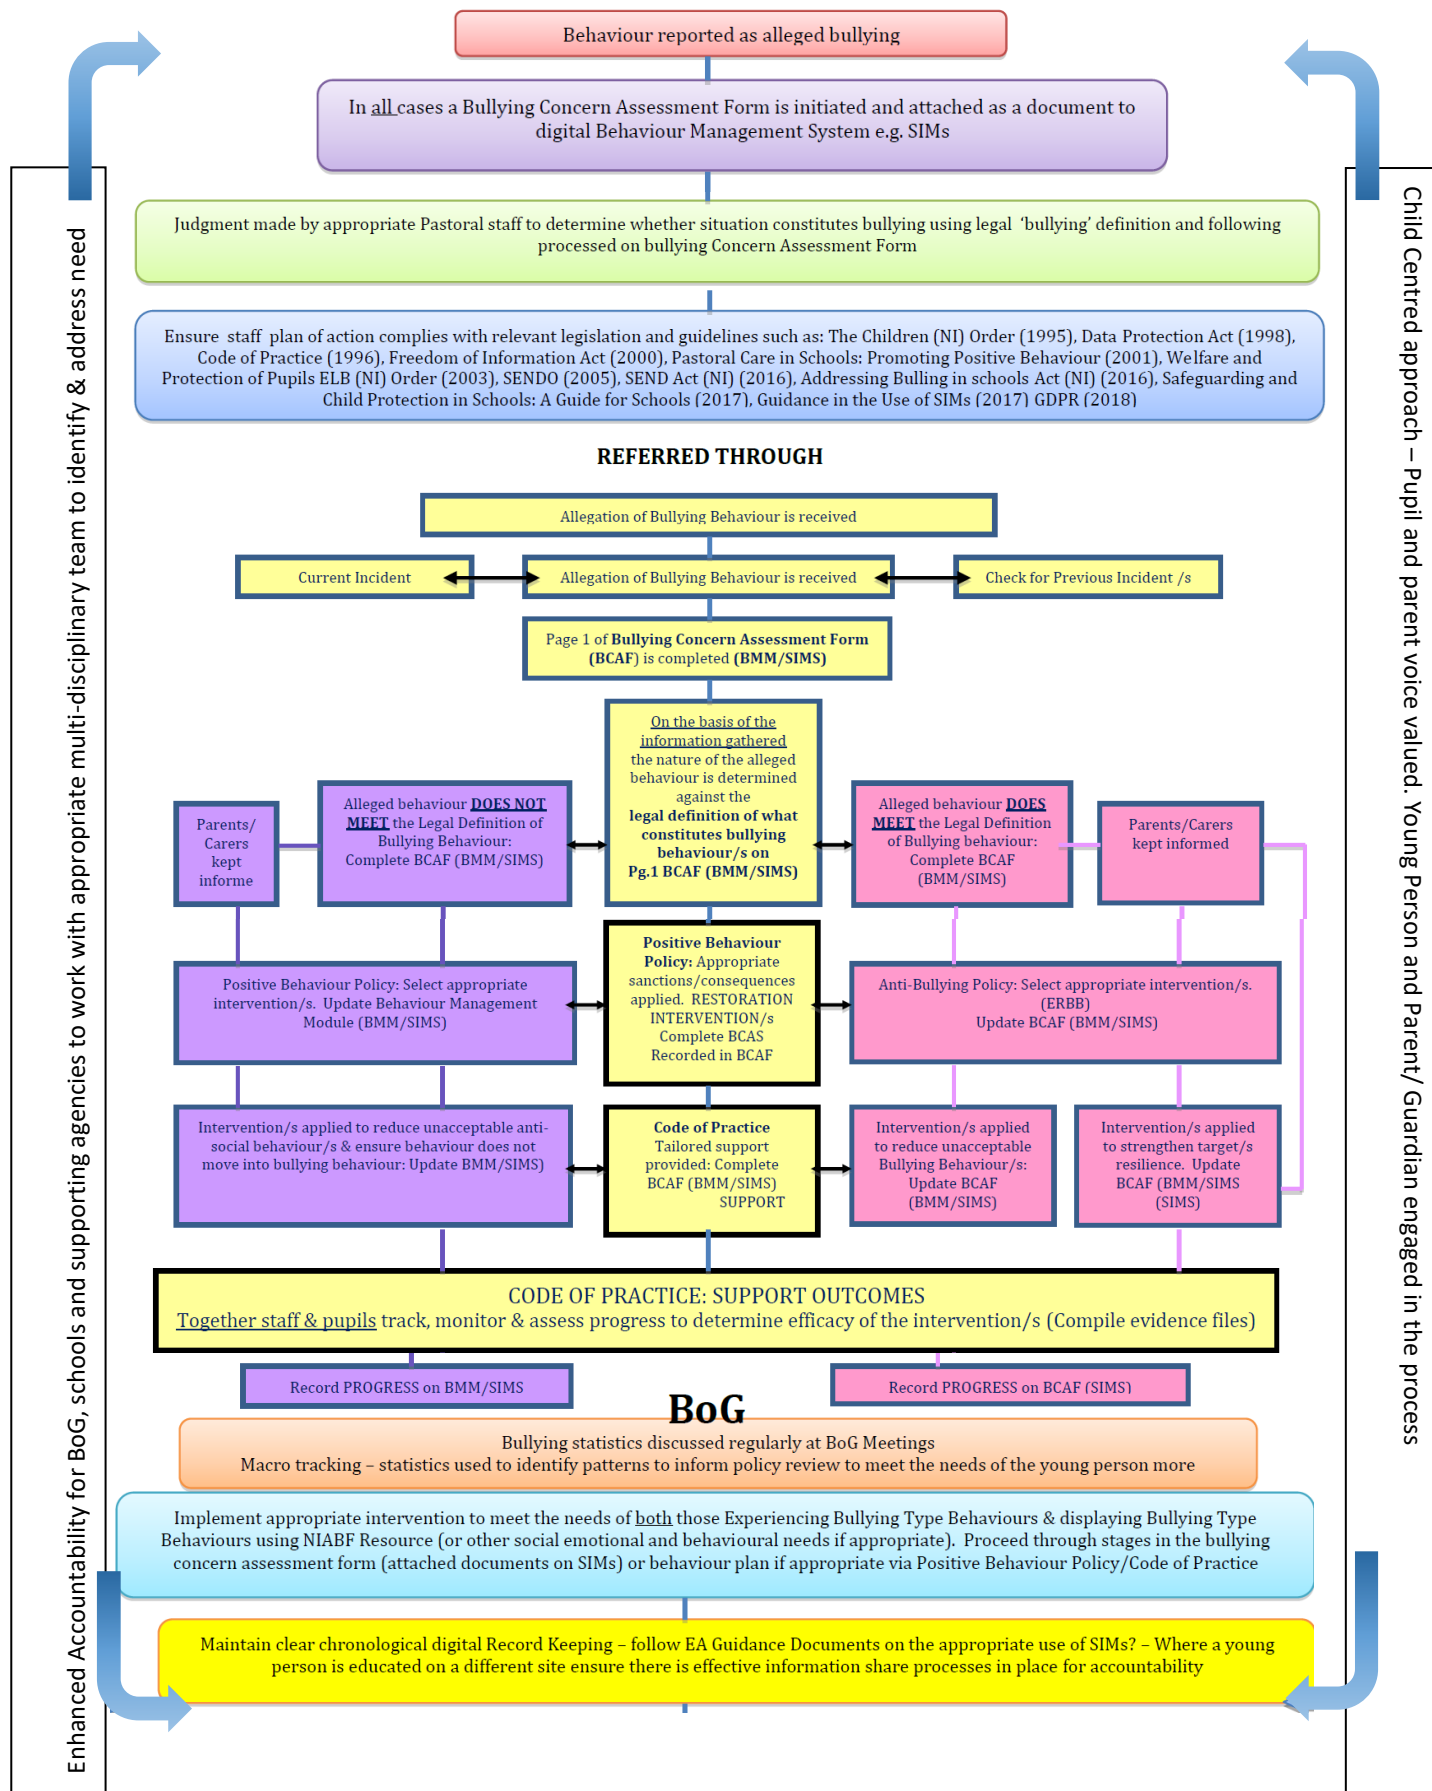 Behaviour reported as alleged bullying
In all cases a Bullying Concern Assessment Form is initiated and attached as a document to
digital Behaviour Management System e.g. SIMs
Judgment made by appropriate Pastoral staff to determine whether situation constitutes bullying using legal ‘bullying’ definition and following
processed on bullying Concern Assessment Form
Ensure staff plan of action complies with relevant legislation and guidelines such as: The Children (NI) Order (1995), Data Protection Act (1998),
Code of Practice (1996), Freedom of Information Act (2000), Pastoral Care in Schools: Promoting Positive Behaviour (2001), Welfare and
Protection of Pupils ELB (NI) Order (2003), SENDO (2005), SEND Act (NI) (2016), Addressing Bulling in schools Act (NI) (2016), Safeguarding and
Child Protection in Schools: A Guide for Schools (2017), Guidance in the Use of SIMs (2017) GDPR (2018)
REFERRED THROUGH
Allegation of Bullying Behaviour is received
Current Incident
Allegation of Bullying Behaviour is received
Check for Previous Incident /s
Page 1 of Bullying Concern Assessment Form
(BCAF) is completed (BMM/SIMS)
On the basis of the
information gathered
the nature of the alleged
behaviour is determined
against the
legal definition of what
constitutes bullying
behaviour/s on
Pg.1 BCAF (BMM/SIMS)
Parents/
Carers
kept
informe
Alleged behaviour DOES NOT
MEET the Legal Definition of
Bullying Behaviour:
Complete BCAF (BMM/SIMS)
Alleged behaviour DOES
MEET the Legal Definition
of Bullying behaviour:
Complete BCAF
(BMM/SIMS)
Parents/Carers
kept informed
Positive Behaviour Policy: Select appropriate
intervention/s. Update Behaviour Management
Module (BMM/SIMS)
Positive Behaviour
Policy: Appropriate
sanctions/consequences
applied. RESTORATION
INTERVENTION/s
Complete BCAS
Recorded in BCAF
Anti-Bullying Policy: Select appropriate intervention/s.
(ERBB)
Update BCAF (BMM/SIMS)
Intervention/s applied to reduce unacceptable anti-
social behaviour/s & ensure behaviour does not
move into bullying behaviour: Update BMM/SIMS)
Code of Practice
Tailored support
provided: Complete
BCAF (BMM/SIMS)
SUPPORT
Intervention/s applied
to reduce unacceptable
Bullying Behaviour/s:
Update BCAF
(BMM/SIMS)
Intervention/s applied
to strengthen target/s
resilience. Update
BCAF (BMM/SIMS
(SIMS)
CODE OF PRACTICE: SUPPORT OUTCOMES
Together staff & pupils track, monitor & assess progress to determine efficacy of the intervention/s (Compile evidence files)
Record PROGRESS on BMM/SIMS
Record PROGRESS on BCAF (SIMS)
BoG
Bullying statistics discussed regularly at BoG Meetings
Macro tracking – statistics used to identify patterns to inform policy review to meet the needs of the young person more
Implement appropriate intervention to meet the needs of both those Experiencing Bullying Type Behaviours & displaying Bullying Type
Behaviours using NIABF Resource (or other social emotional and behavioural needs if appropriate). Proceed through stages in the bullying
concern assessment form (attached documents on SIMs) or behaviour plan if appropriate via Positive Behaviour Policy/Code of Practice
Maintain clear chronological digital Record Keeping – follow EA Guidance Documents on the appropriate use of SIMs? – Where a young
person is educated on a different site ensure there is effective information share processes in place for accountability
Enhanced Accountability for BoG, schools and supporting agencies to work with appropriate multi-disciplinary team to identify & address need
Child Centred approach – Pupil and parent voice valued. Young Person and Parent/ Guardian engaged in the process